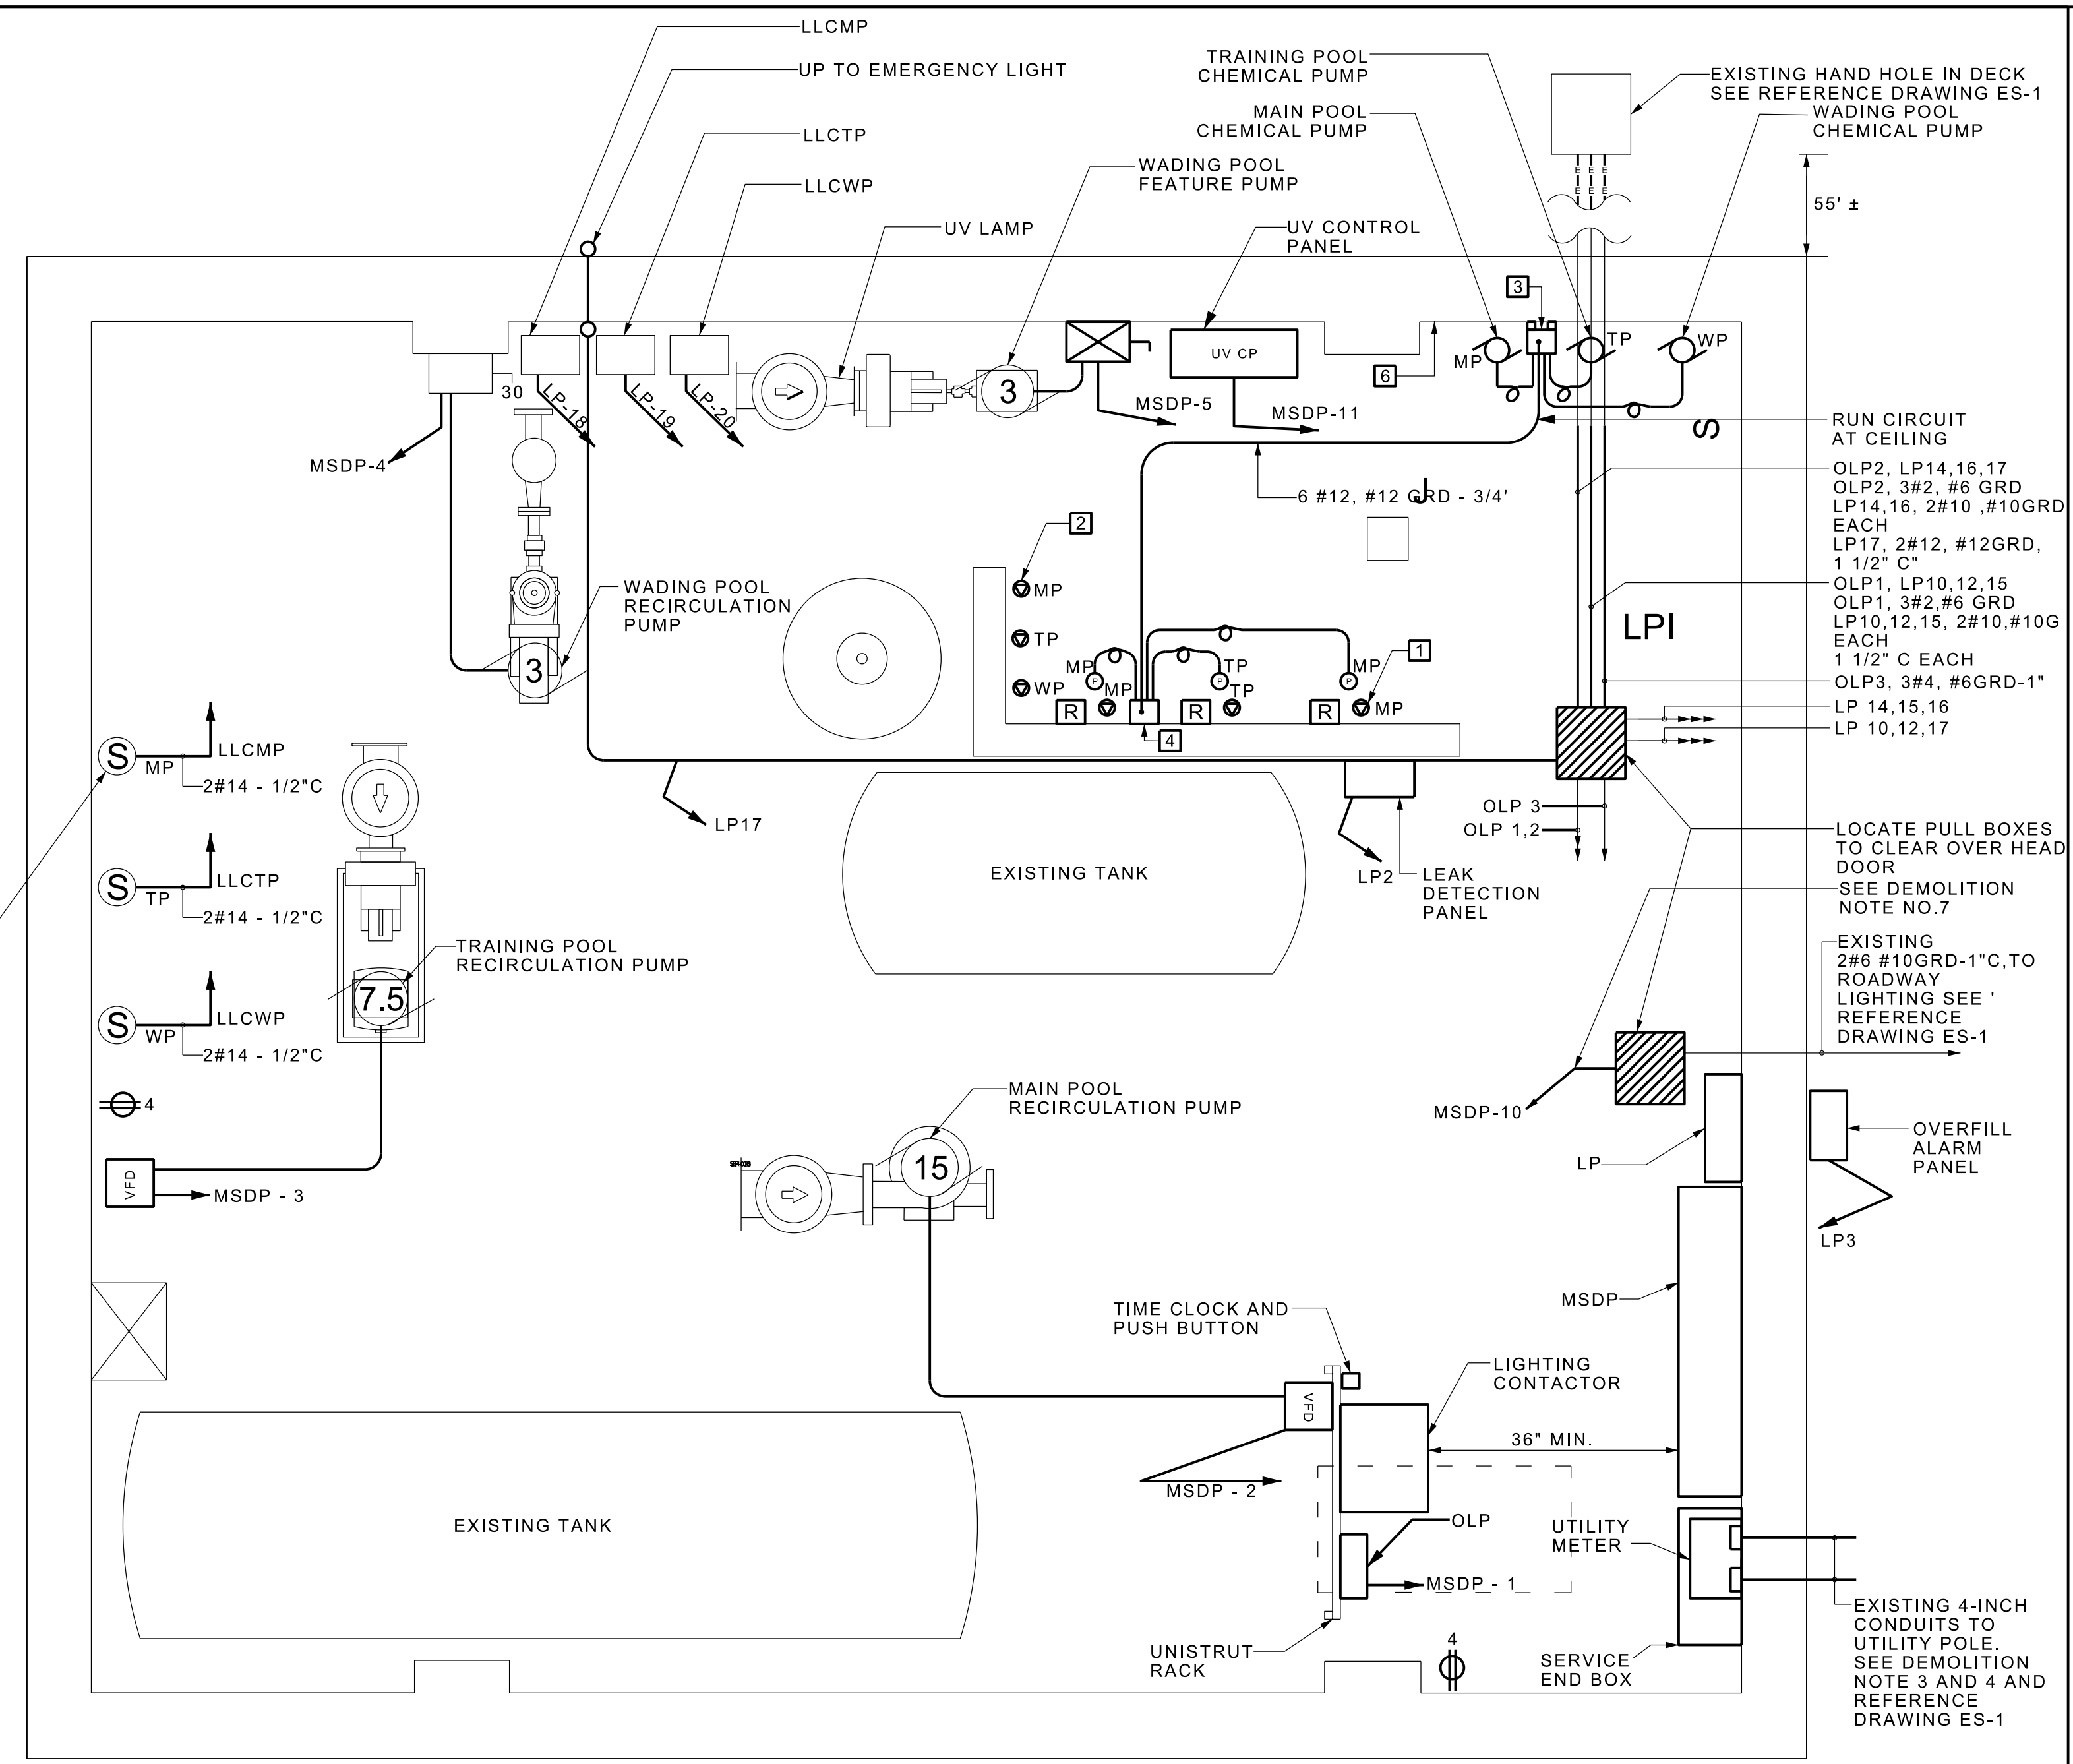 LLCMP
UP TO EMERGENCY LIGHT
LLCTP
LLCWP
UV LAMP
WADING POOL
FEATURE PUMP
TRAINING POOL
CHEMICAL PUMP
MAIN POOL
CHEMICAL PUMP
UV CONTROL
PANEL
EXISTING HAND HOLE IN DECK
SEE REFERENCE DRAWING ES-1
WADING POOL
CHEMICAL PUMP
E E E
E E E
E E E
55' ±
3
6
MP
TP
WP
UV CP
30
LP-18
LP-19
LP-20
3
MSDP-4
MSDP-5
MSDP-11
S
RUN CIRCUIT
AT CEILING
6 #12, #12 GRD - 3/4'
J
OLP2, LP14,16,17
OLP2, 3#2, #6 GRD
LP14,16, 2#10 ,#10GRD
EACH
LP17, 2#12, #12GRD,
1 1/2" C"
OLP1, LP10,12,15
OLP1, 3#2,#6 GRD
LP10,12,15, 2#10,#10G
EACH
1 1/2" C EACH
OLP3, 3#4, #6GRD-1"
LP 14,15,16
LP 10,12,17
LPI
2
MP
TP
WP
WADING POOL
RECIRCULATION
PUMP
3
MP
P
MP
TP
P
TP
MP
P
1
MP
R
R
R
4
S
MP
LLCMP
2#14 - 1/2"C
S
TP
LLCTP
2#14 - 1/2"C
S
WP
LLCWP
2#14 - 1/2"C
4
LP17
OLP 3
OLP 1,2
LP2
LEAK
DETECTION
PANEL
EXISTING TANK
LOCATE PULL BOXES
TO CLEAR OVER HEAD
DOOR
SEE DEMOLITION
NOTE NO.7
EXISTING
2#6 #10GRD-1"C,TO
ROADWAY
LIGHTING SEE '
REFERENCE
DRAWING ES-1
TRAINING POOL
RECIRCULATION PUMP
7.5
MAIN POOL
RECIRCULATION PUMP
15
MSDP-10
LP
OVERFILL
ALARM
PANEL
LP3
VFD
MSDP - 3
MSDP
TIME CLOCK AND
PUSH BUTTON
LIGHTING
CONTACTOR
VFD
36" MIN.
MSDP - 2
OLP
MSDP - 1
UTILITY
METER
EXISTING TANK
UNISTRUT
RACK
4
SERVICE
END BOX
EXISTING 4-INCH
CONDUITS TO
UTILITY POLE.
SEE DEMOLITION
NOTE 3 AND 4 AND
REFERENCE
DRAWING ES-1